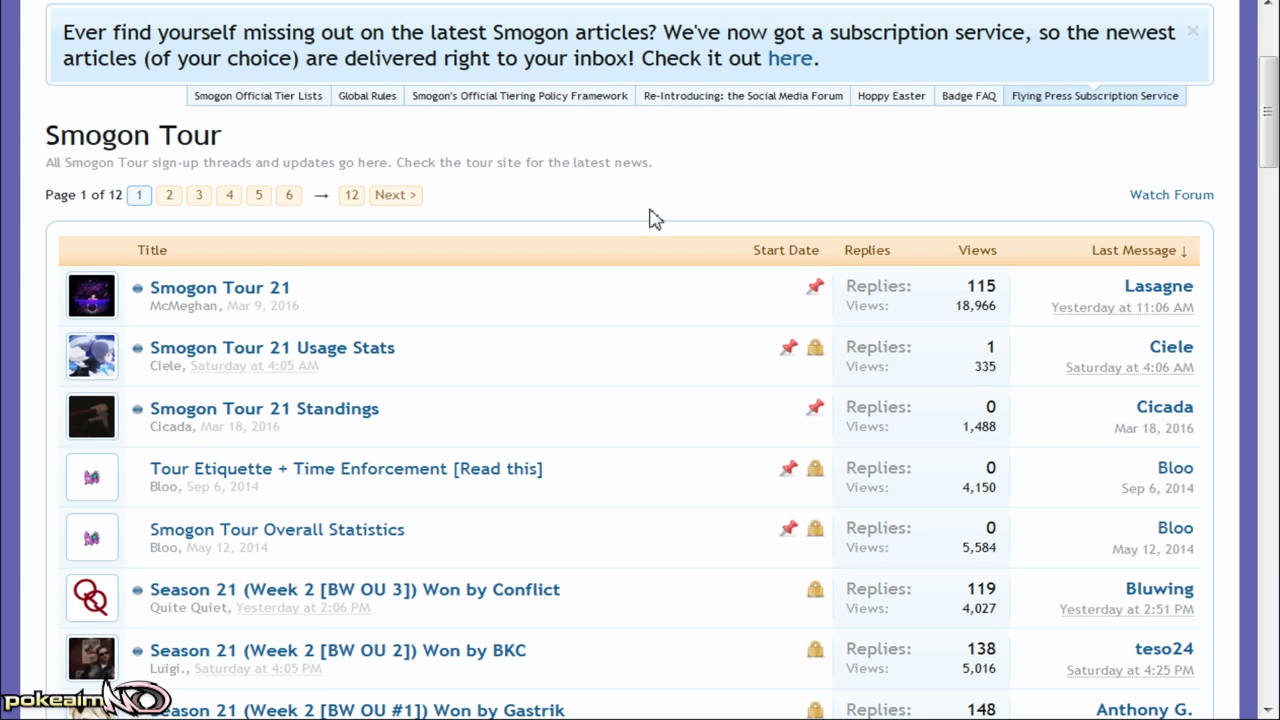 Ever find yourself missing out on the latest Smogon articles? We've now got a subscription service, so the newest
articles (of your choice) are delivered right to your inbox! Check it out here.
Smogon Official Tier Lists Global Rules Smogon's Official Tiering Policy Framework Re-Introducing: the Social Media Forum Hoppy Easter Badge FAQ Flying Press Subscription Service
Smogon Tour
All Smogon Tour sign-up threads and updates go here. Check the tour site for the latest news.
Page 1 of 12 1 2 3 4 5 6 → 12 Next > Watch Forum
Title Start Date Replies Views Last Message ↓
Smogon Tour 21 Replies: 115 Lasagne
McMeghan, Mar 9, 2016 Views: 18,966 Yesterday at 11:06 AM
Smogon Tour 21 Usage Stats Replies: 1 Ciele
Ciele, Saturday at 4:05 AM Views: 335 Saturday at 4:06 AM
Smogon Tour 21 Standings Replies: 0 Cicada
Cicada, Mar 18, 2016 Views: 1,488 Mar 18, 2016
Tour Etiquette + Time Enforcement [Read this] Replies: 0 Bloo
Bloo, Sep 6, 2014 Views: 4,150 Sep 6, 2014
Smogon Tour Overall Statistics Replies: 0 Bloo
Bloo, May 12, 2014 Views: 5,584 May 12, 2014
Season 21 (Week 2 [BW OU 3]) Won by Conflict Replies: 119 Bluwing
Quite Quiet, Yesterday at 2:06 PM Views: 4,027 Yesterday at 2:51 PM
Season 21 (Week 2 [BW OU 2]) Won by BKC Replies: 138 teso24
Luigi., Saturday at 4:05 PM Views: 5,016 Saturday at 4:25 PM
Season 21 (Week 2 [BW OU #1]) Won by Gastrik Replies: 148 Anthony G.
pokeaimMD